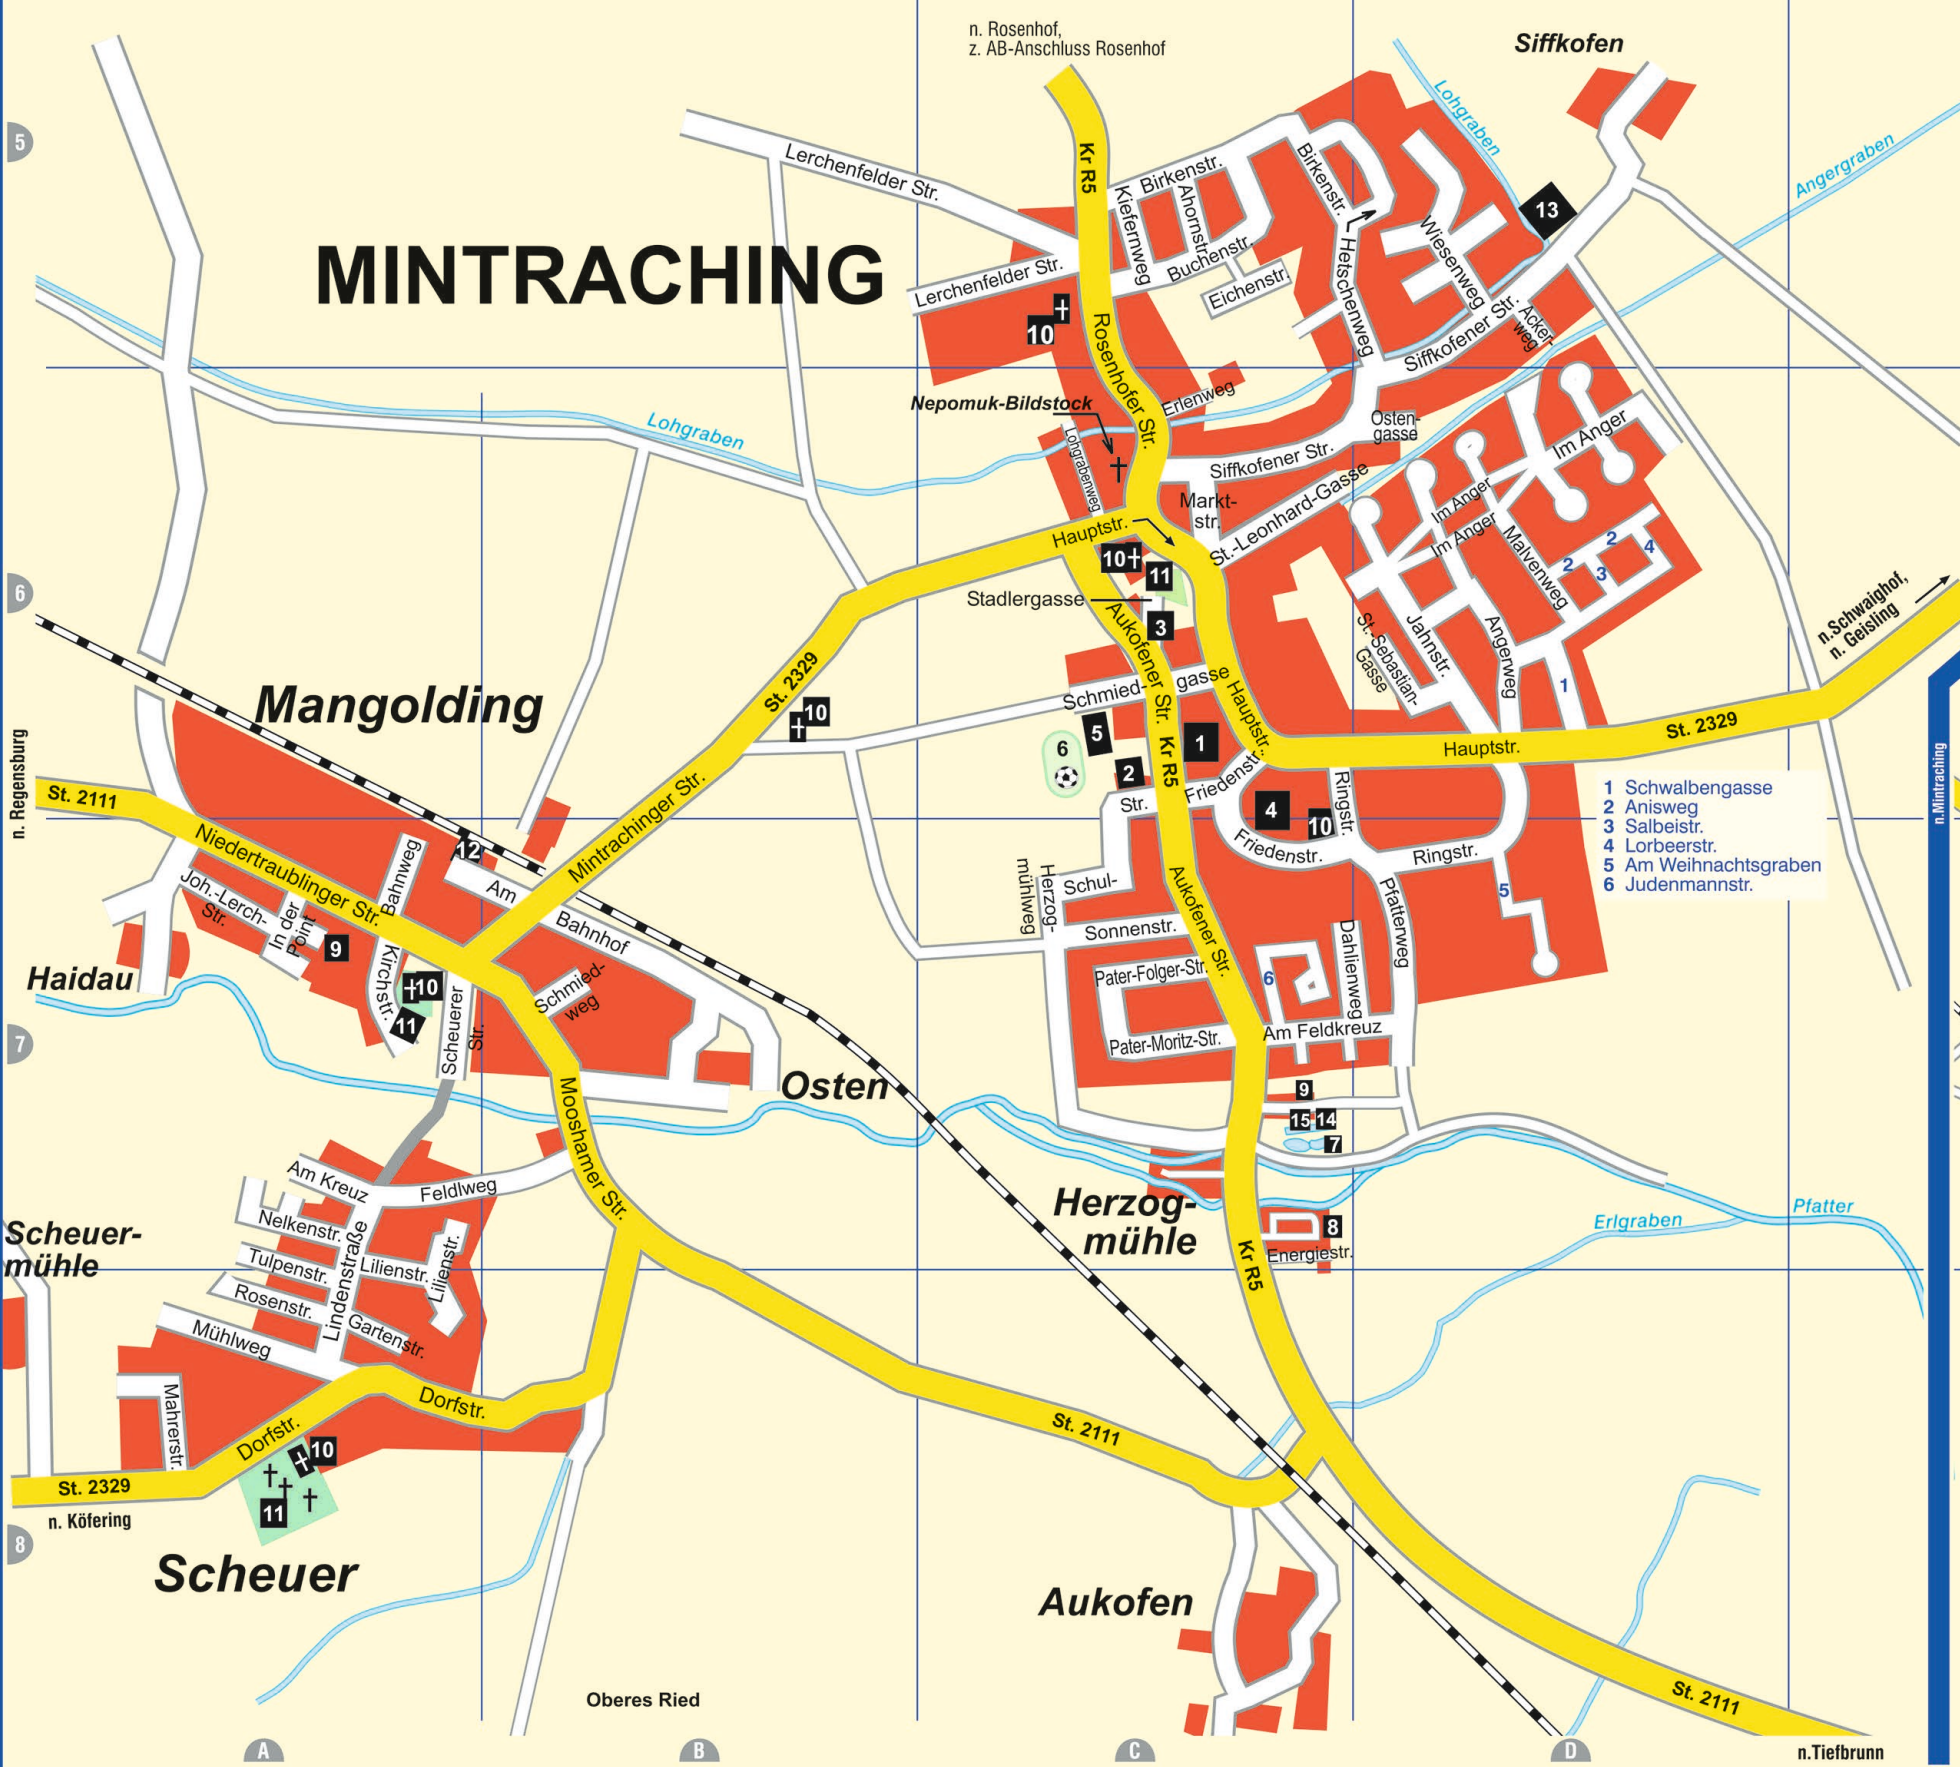 n. Rosenhof,
z. AB-Anschluss Rosenhof
Siffkofen
Lohgraben
Angergraben
5
Lerchenfelder Str.
Kr R5
Birkenstr.
Birkenstr.
Kiefernweg
Ahornstr.
Buchenstr.
Eichenstr.
Hetschenweg
Wiesenweg
13
MINTRACHING
Lerchenfelder Str.
10
Rosenhofer Str.
Siffkofener Str.
Acker-
weg
Nepomuk-Bildstock
Erlenweg
Lohgraben
Lohgrabenweg
Osten-
gasse
Siffkofener Str.
Im Anger
Markt-
str.
St.-Leonhard-Gasse
Im Anger
Im Anger
Malvenweg
2
2
3
4
Hauptstr.
10
11
Stadlergasse
3
6
Aukofener Str.
St.-Sebastian-
Gasse
Jahnstr.
Angerweg
1
n.Schwaighof,
n. Geisling
Mangolding
St. 2329
10
Schmied-
gasse
Hauptstr.
5
6
1
2
Kr R5
Friedenstr.
Hauptstr.
St. 2329
n. Regensburg
n.Mintraching
St. 2111
Str.
4
10
Ringstr.
1 Schwalbengasse
2 Anisweg
3 Salbeistr.
4 Lorbeerstr.
5 Am Weihnachtsgraben
6 Judenmannstr.
Niedertraublinger Str.
Mintrachinger Str.
12
Bahnweg
Am
Bahnhof
Joh.-Lerch-
Str.
In der
Point
9
Friedenstr.
Ringstr.
Herzog-
mühlweg
Schul-
Aukofener Str.
Pfatterweg
5
Sonnenstr.
Haidau
Kirchstr.
10
11
Scheuerer
Str.
Schmied-
weg
Pater-Folger-Str.
6
Dahlienweg
7
Pater-Moritz-Str.
Am Feldkreuz
Osten
Mooshamer Str.
9
15
14
7
Am Kreuz
Feldlweg
Herzog-
mühle
8
Energiestr.
Kr R5
Erlgraben
Pfatter
Scheuer-
mühle
Nelkenstr.
Tulpenstr.
Lindenstraße
Lilienstr.
Lilienstr.
Rosenstr.
Gartenstr.
Mühlweg
Mahrerstr.
Dorfstr.
Dorfstr.
10
11
St. 2111
St. 2329
n. Köfering
8
Scheuer
Aukofen
Oberes Ried
St. 2111
n.Tiefbrunn
A
B
C
D